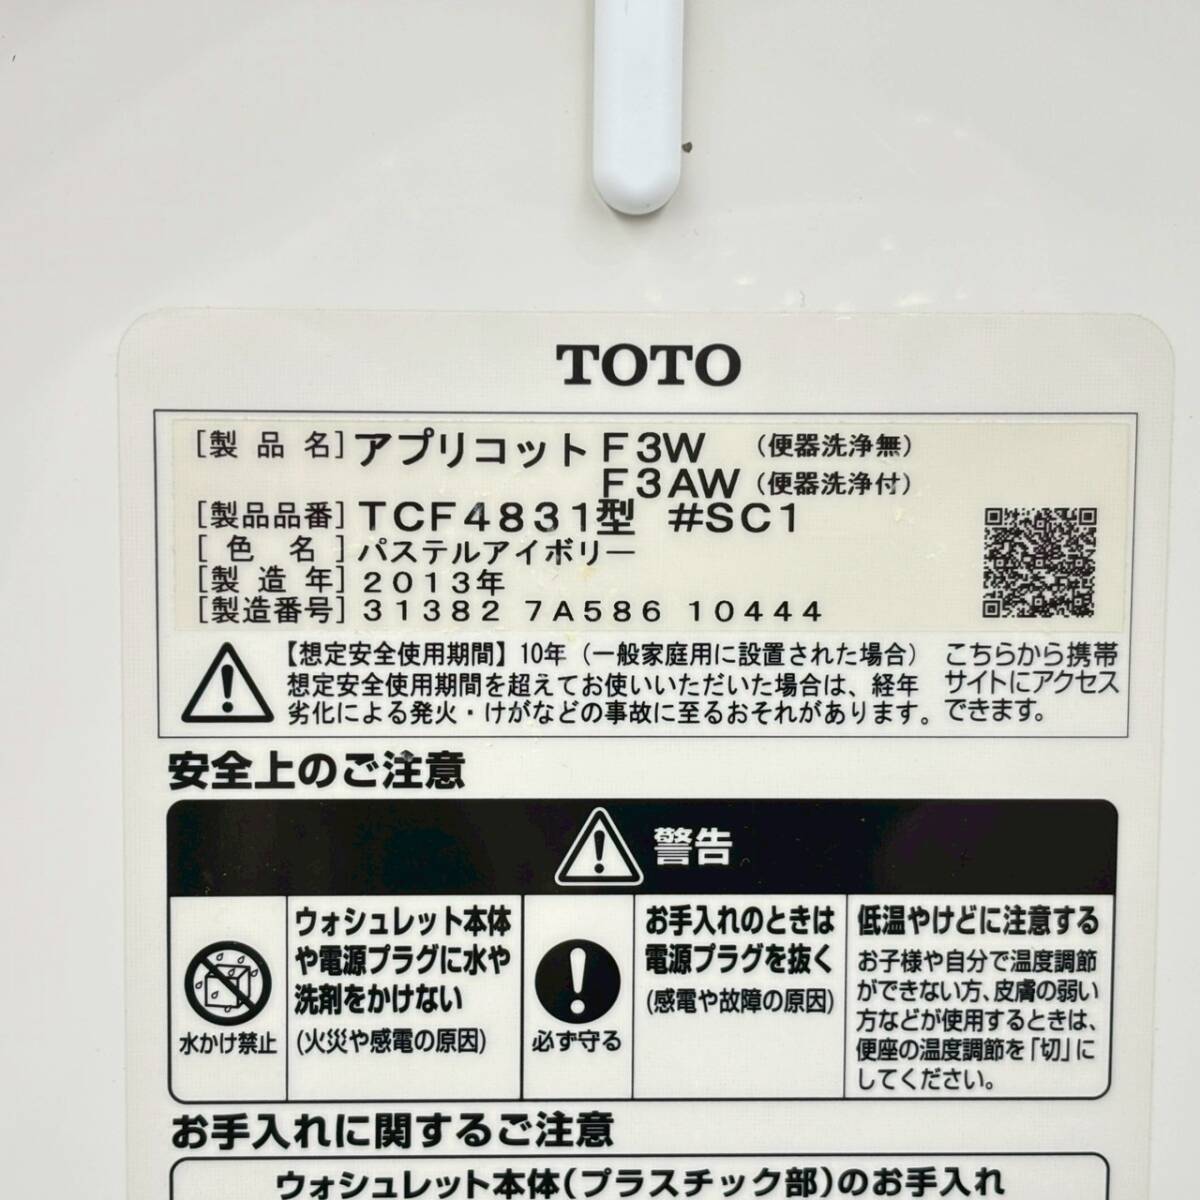 TOTO
[製品名] アプリコット F3W (便器洗浄無)
F3AW (便器洗浄付)
[製品品番] TCF4831型 #SC1
[色名] パステルアイボリー
[製造年] 2013年
[製造番号] 31382 7A586 10444
【想定安全使用期間】10年 (一般家庭用に設置された場合)
想定安全使用期間を超えてお使いいただいた場合は、経年
劣化による発火・けがなどの事故に至るおそれがあります。
こちらから携帯
サイトにアクセス
できます。
安全上のご注意
警告
水かけ禁止
ウォシュレット本体
や電源プラグに水や
洗剤をかけない
(火災や感電の原因)
必ず守る
お手入れのときは
電源プラグを抜く
(感電や故障の原因)
低温やけどに注意する
お子様や自分で温度調節
ができない方、皮膚の弱い
方などが使用するときは、
便座の温度調節を「切」に
してください。
お手入れに関するご注意
ウォシュレット本体(プラスチック部)のお手入れ